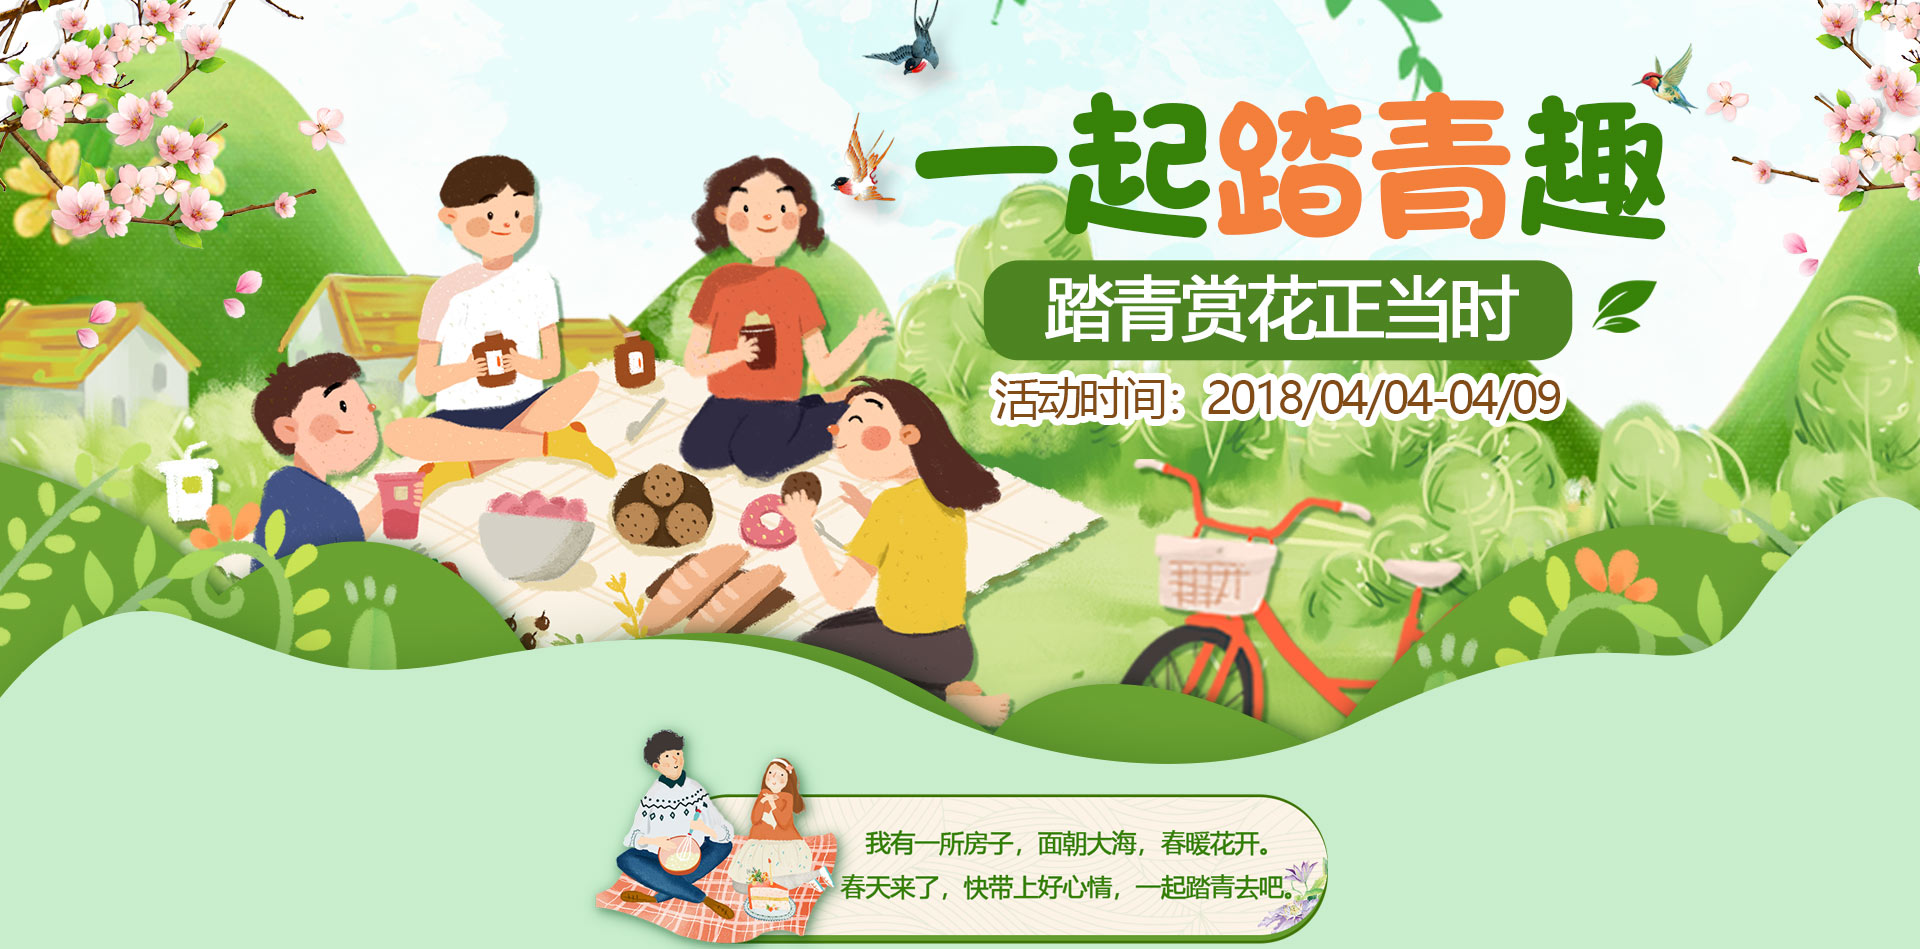 一起踏青趣
踏青赏花正当时
活动时间：2018/04/04-04/09
我有一所房子，面朝大海，春暖花开。
春天来了，快带上好心情，一起踏青去吧。